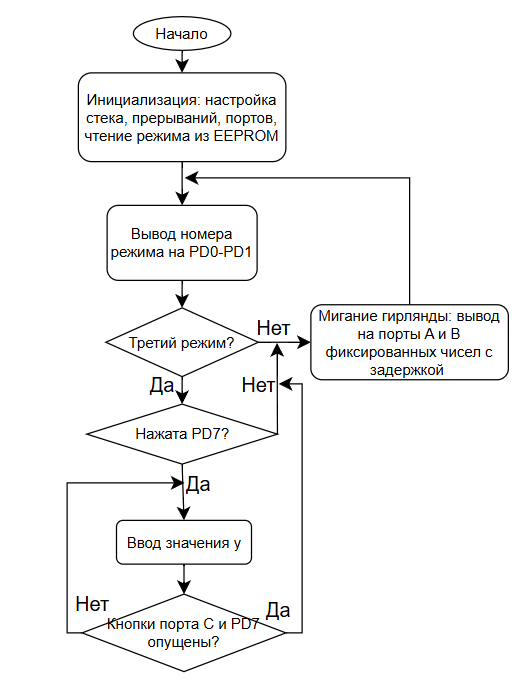 Начало
Инициализация: настройка
стека, прерываний, портов,
чтение режима из EEPROM
Вывод номера
режима на PD0-PD1
Третий режим?
Нет
Мигание гирлянды: вывод
на порты A и B
фиксированных чисел с
задержкой
Да
Нет
Нажата PD7?
Да
Ввод значения y
Нет
Кнопки порта C и PD7
опущены?
Да